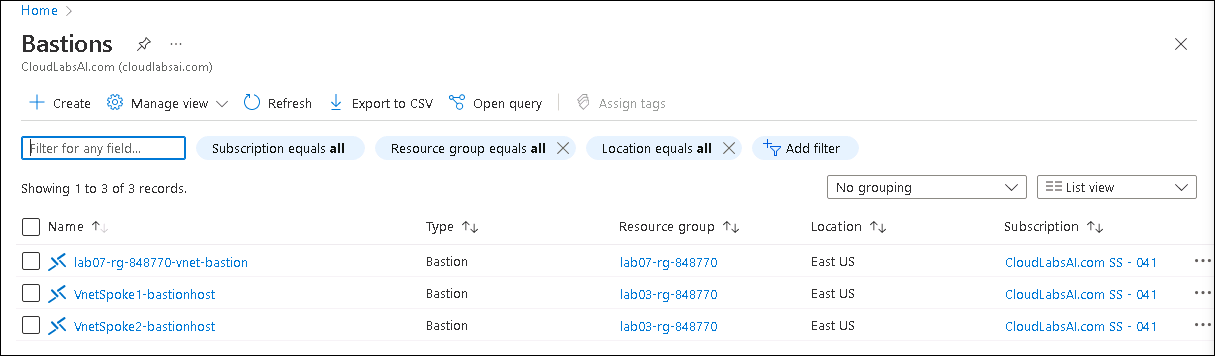 Home
Bastions
CloudLabsAI.com (cloudlabsai.com)
Create Manage view Refresh Export to CSV Open query Assign tags
Filter for any field... Subscription equals all Resource group equals all Location equals all Add filter
Showing 1 to 3 of 3 records. No grouping List view
Name Type Resource group Location Subscription
lab07-rg-848770-vnet-bastion Bastion lab07-rg-848770 East US CloudLabsAI.com SS - 041
VnetSpoke1-bastionhost Bastion lab03-rg-848770 East US CloudLabsAI.com SS - 041
VnetSpoke2-bastionhost Bastion lab03-rg-848770 East US CloudLabsAI.com SS - 041